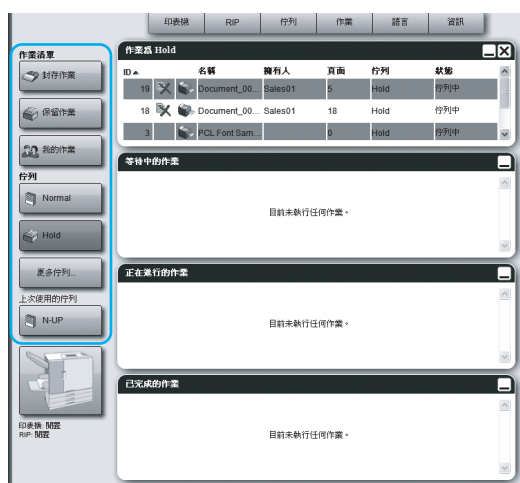 印表機 RIP 佇列 作業 語言 資訊
作業清單
封存作業
保留作業
我的作業
佇列
Normal
Hold
更多佇列...
上次使用的佇列
N-UP
印表機: 閒置
RIP: 閒置
作業為 Hold
ID 名稱 擁有人 頁面 佇列 狀態
19 Document_00... Sales01 5 Hold 佇列中
18 Document_00... Sales01 18 Hold 佇列中
3 PCL Font Sam... 0 Hold 佇列中
等待中的作業
目前未執行任何作業。
正在進行的作業
目前未執行任何作業。
已完成的作業
目前未執行任何作業。